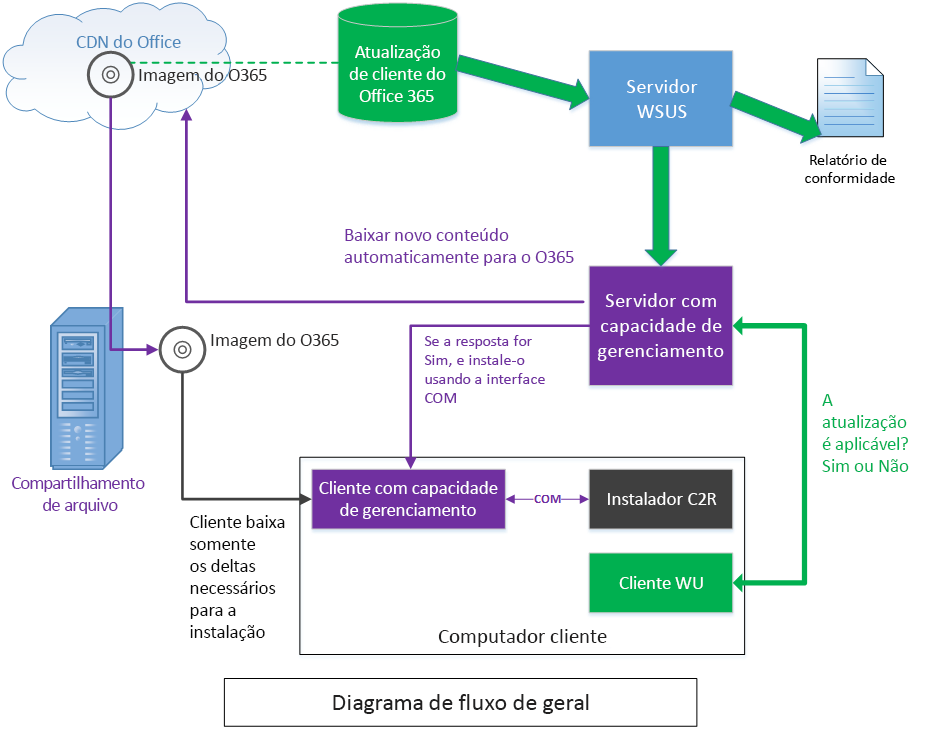 CDN do Office
Imagem do O365
Atualização
de cliente do
Office 365
Servidor
WSUS
Relatório de
conformidade
Baixar novo conteúdo
automaticamente para o O365
Servidor com
capacidade de
gerenciamento
Imagem do O365
Se a resposta for
Sim, e instale-o
usando a interface
COM
A
atualização
é aplicável?
Sim ou Não
Compartilhamento
de arquivo
Cliente com capacidade
de gerenciamento
COM
Instalador C2R
Cliente baixa
somente
os deltas
necessários
para a
instalação
Cliente WU
Computador cliente
Diagrama de fluxo de geral